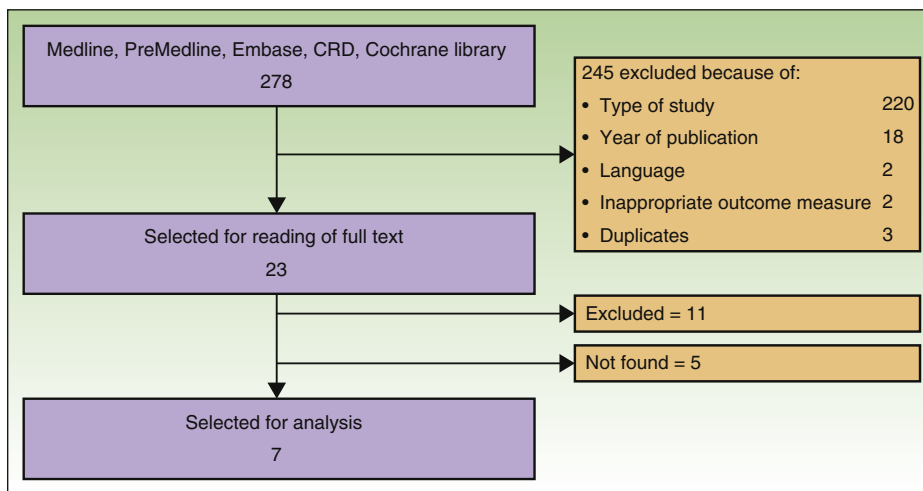 Medline, PreMedline, Embase, CRD, Cochrane library
278
245 excluded because of:
• Type of study 220
• Year of publication 18
• Language 2
• Inappropriate outcome measure 2
• Duplicates 3
Selected for reading of full text
23
Excluded = 11
Not found = 5
Selected for analysis
7